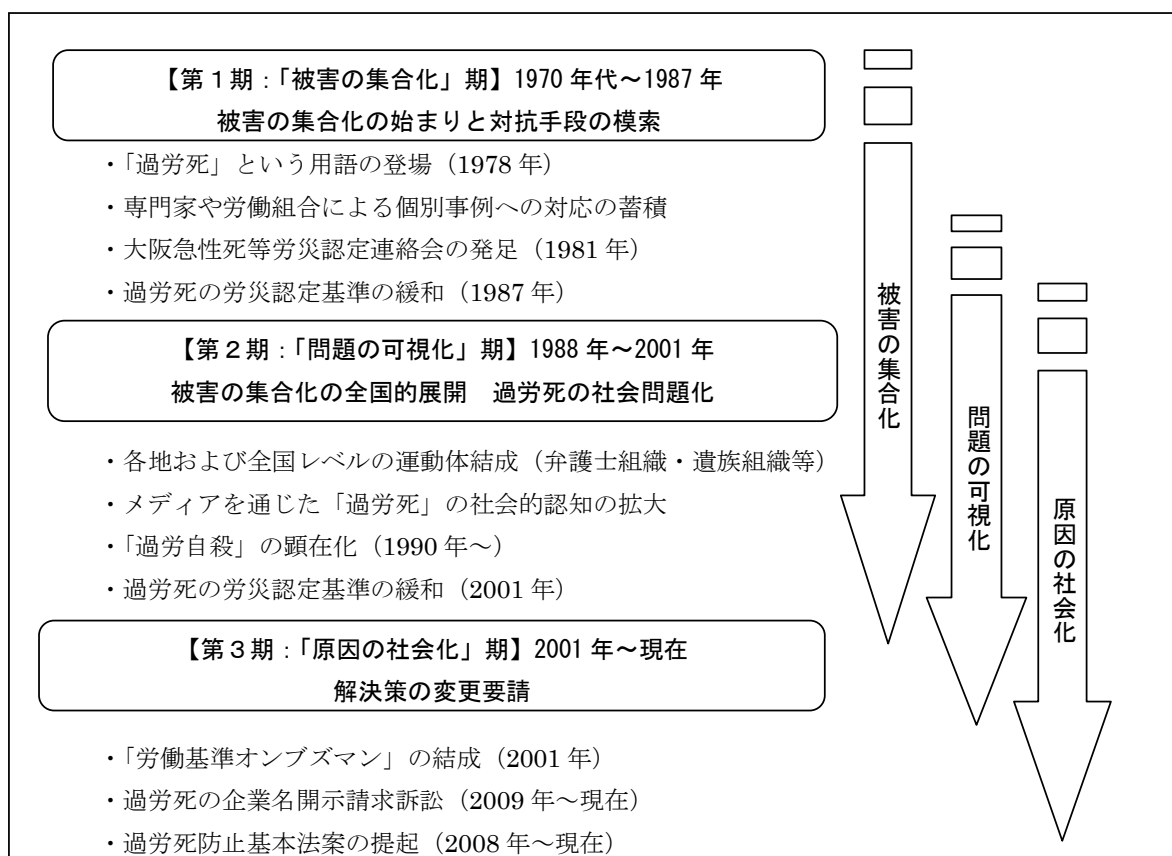 【第１期：「被害の集合化」期】1970 年代～1987 年
被害の集合化の始まりと対抗手段の模索
・「過労死」という用語の登場（1978 年）
・専門家や労働組合による個別事例への対応の蓄積
・大阪急性死等労災認定連絡会の発足（1981 年）
・過労死の労災認定基準の緩和（1987 年）
【第２期：「問題の可視化」期】1988 年～2001 年
被害の集合化の全国的展開　過労死の社会問題化
・各地および全国レベルの運動体結成（弁護士組織・遺族組織等）
・メディアを通じた「過労死」の社会的認知の拡大
・「過労自殺」の顕在化（1990 年～）
・過労死の労災認定基準の緩和（2001 年）
【第３期：「原因の社会化」期】2001 年～現在
解決策の変更要請
・「労働基準オンブズマン」の結成（2001 年）
・過労死の企業名開示請求訴訟（2009 年～現在）
・過労死防止基本法案の提起（2008 年～現在）
被害の集合化
問題の可視化
原因の社会化